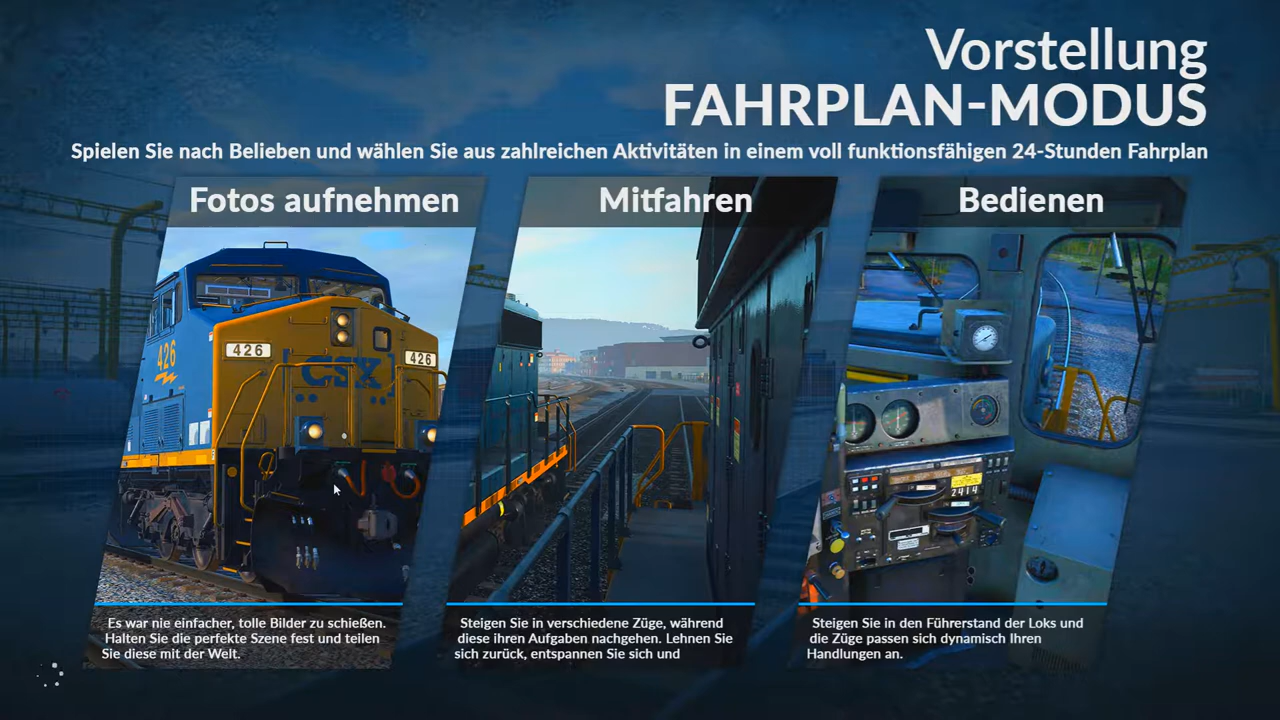 Vorstellung
FAHRPLAN-MODUS
Spielen Sie nach Belieben und wählen Sie aus zahlreichen Aktivitäten in einem voll funktionsfähigen 24-Stunden Fahrplan
Fotos aufnehmen
426
426
426
CSX
Es war nie einfacher, tolle Bilder zu schießen.
Halten Sie die perfekte Szene fest und teilen
Sie diese mit der Welt.
Mitfahren
Steigen Sie in verschiedene Züge, während
diese ihren Aufgaben nachgehen. Lehnen Sie
sich zurück, entspannen Sie sich und
Bedienen
2414
Steigen Sie in den Führerstand der Loks und
die Züge passen sich dynamisch Ihren
Handlungen an.